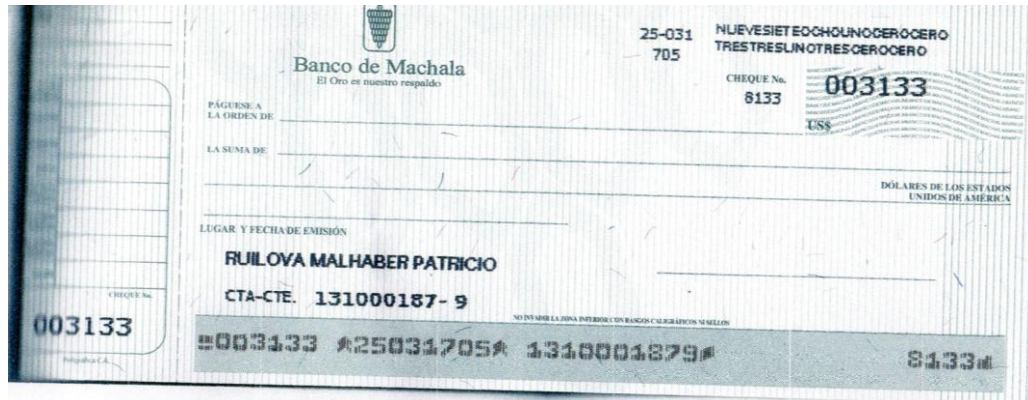 25-031
705
NUEVESIETEOCHOUNOCEROCERO
TRESTRESUNOTRESCEROCERO
Banco de Machala
El Oro es nuestro respaldo
CHEQUE No.
8133
003133
PÁGUESE A
LA ORDEN DE
US$
LA SUMA DE
DÓLARES DE LOS ESTADOS
UNIDOS DE AMÉRICA
LUGAR Y FECHA DE EMISIÓN
RUILOVA MALHABER PATRICIO
CTA-CTE. 131000187-9
NO INVADIR LA ZONA INFERIOR CON RASGOS CALIGRÁFICOS NI SELLOS
CHEQUE No.
003133
003133 25031705 1310001879 8133